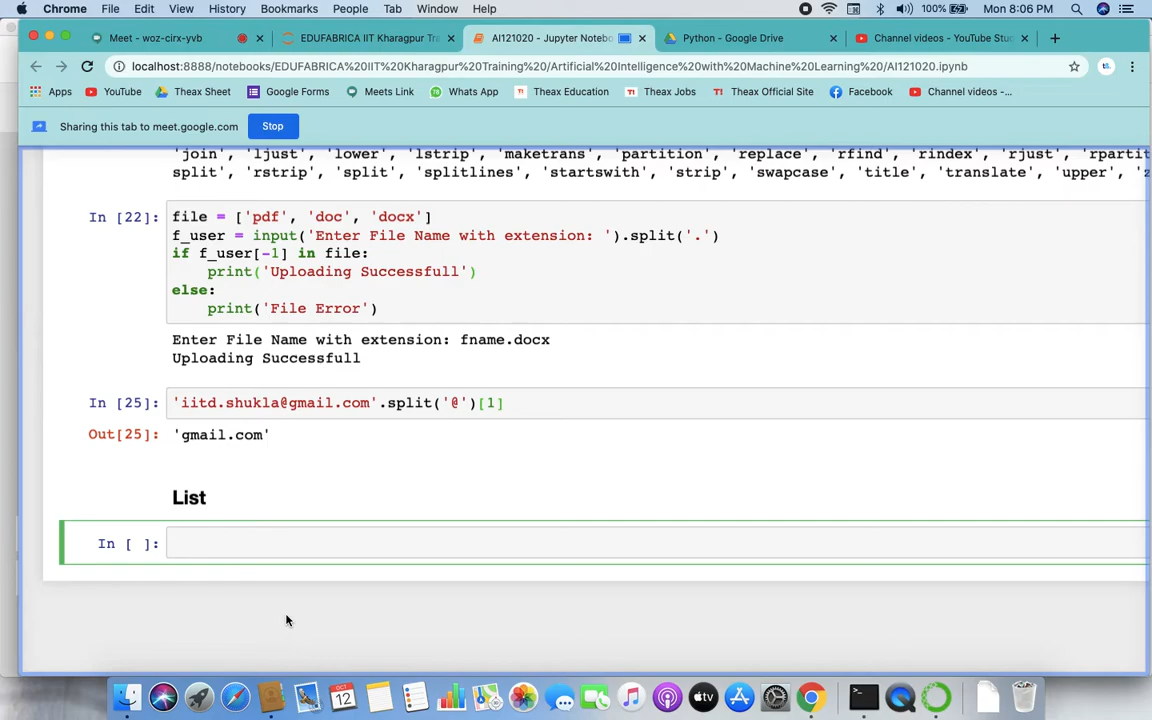 Chrome File Edit View History Bookmarks People Tab Window Help 100% Mon 8:06 PM
Meet - woz-cirx-yvb EDUFABRICA IIT Kharagpur Tra AI121020 - Jupyter Notebo Python - Google Drive Channel videos - YouTube Stud
localhost:8888/notebooks/EDUFABRICA%20IIT%20Kharagpur%20Training%20/Artificial%20Intelligence%20with%20Machine%20Learning%20/AI121020.ipynb
Apps YouTube Theax Sheet Google Forms Meets Link Whats App Theax Education Theax Jobs Theax Official Site Facebook Channel videos -...
Sharing this tab to meet.google.com Stop
'join', 'ljust', 'lower', 'lstrip', 'maketrans', 'partition', 'replace', 'rfind', 'rindex', 'rjust', 'rpartit
split', 'rstrip', 'split', 'splitlines', 'startswith', 'strip', 'swapcase', 'title', 'translate', 'upper', 'z
In [22]: file = ['pdf', 'doc', 'docx']
f_user = input('Enter File Name with extension: ').split('.')
if f_user[-1] in file:
print('Uploading Successfull')
else:
print('File Error')
Enter File Name with extension: fname.docx
Uploading Successfull
In [25]: 'iitd.shukla@gmail.com'.split('@')[1]
Out[25]: 'gmail.com'
List
In [ ]: